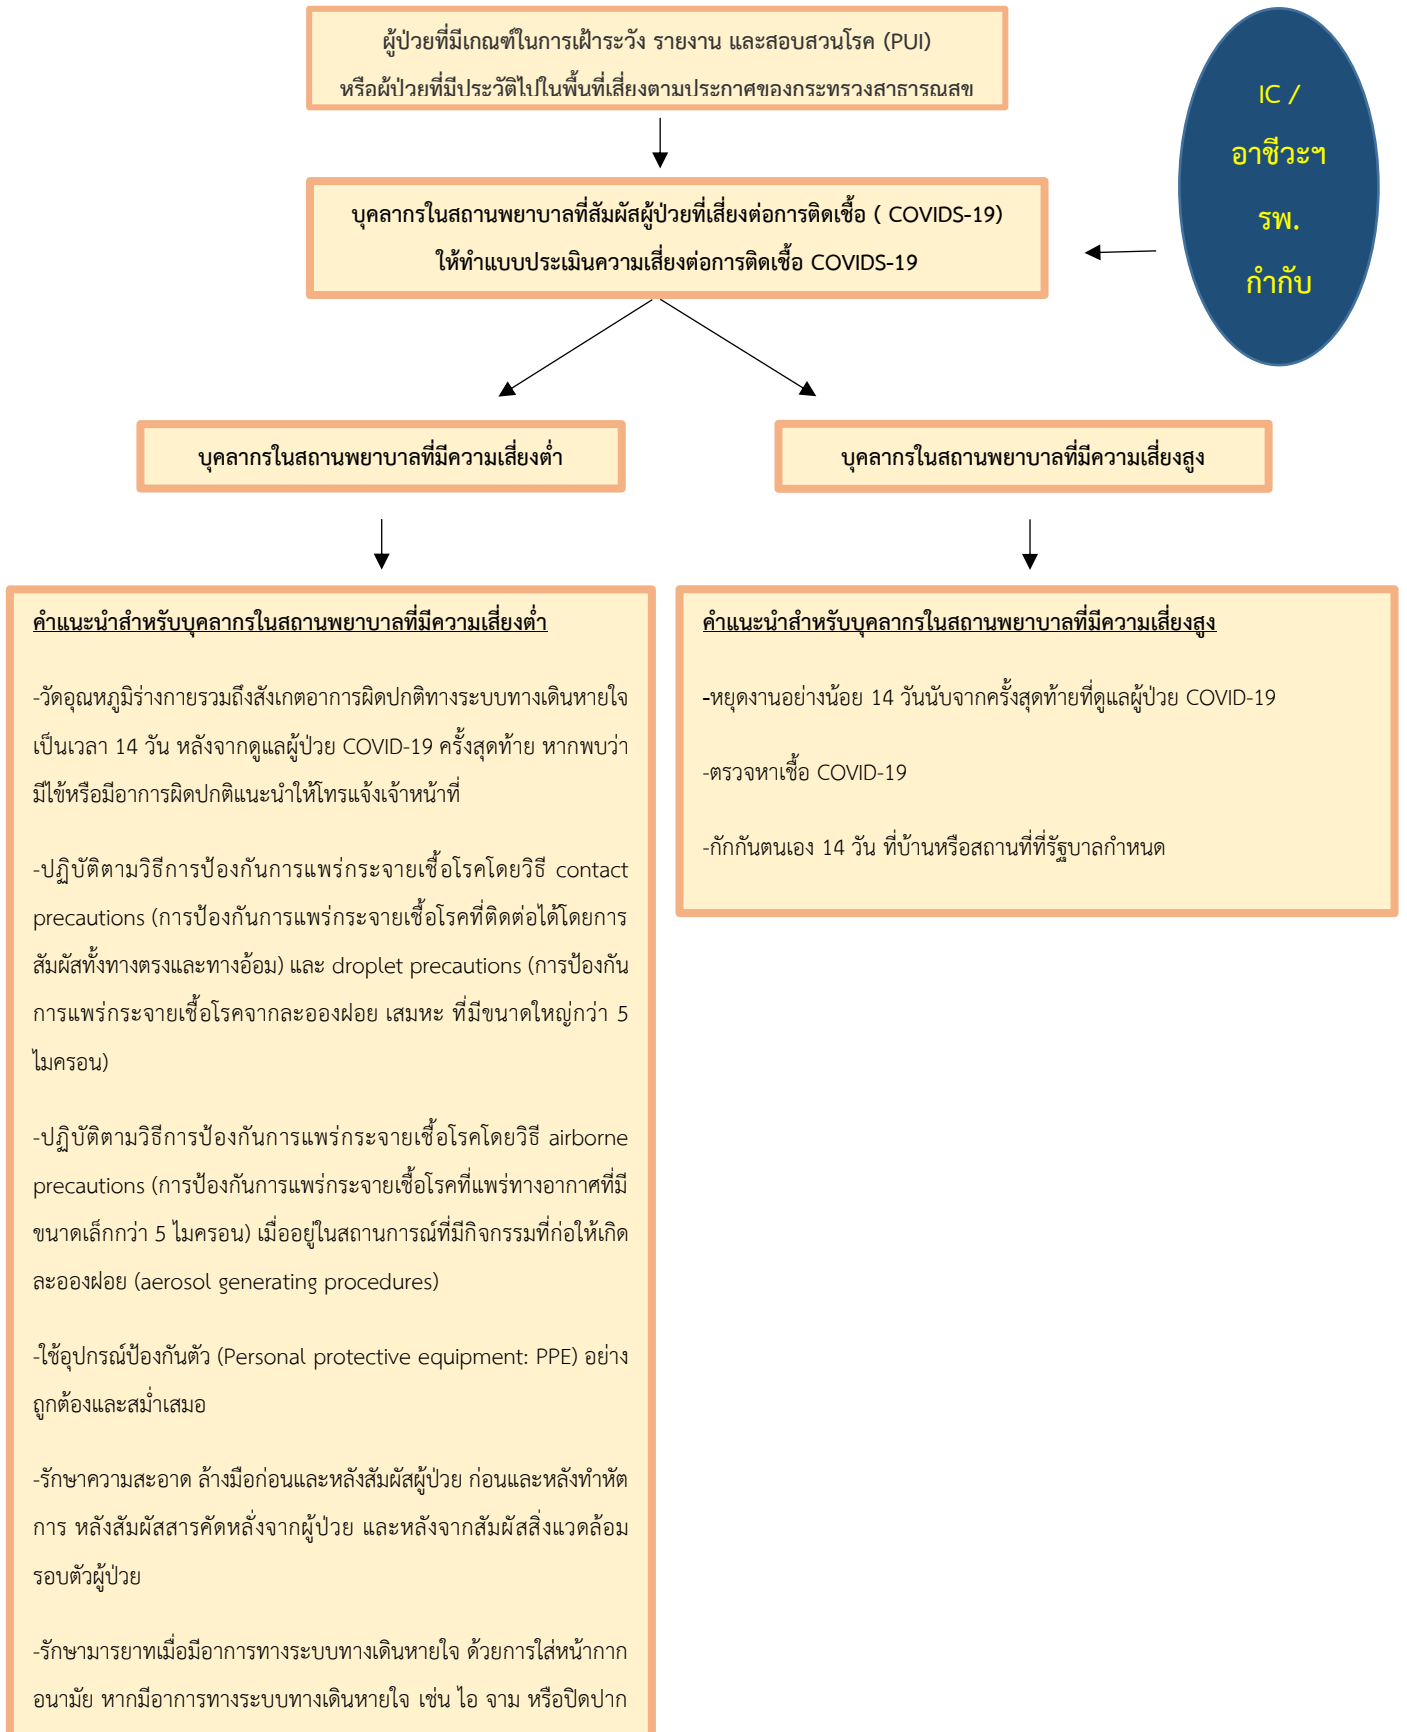 ผู้ป่วยที่มีเกณฑ์ในการเฝ้าระวัง รายงาน และสอบสวนโรค (PUI)
หรือผู้ป่วยที่มีประวัติไปในพื้นที่เสี่ยงตามประกาศของกระทรวงสาธารณสุข
IC /
อาชีวะฯ
รพ.
กำกับ
บุคลากรในสถานพยาบาลที่สัมผัสผู้ป่วยที่เสี่ยงต่อการติดเชื้อ ( COVIDS-19)
ให้ทำแบบประเมินความเสี่ยงต่อการติดเชื้อ COVIDS-19
บุคลากรในสถานพยาบาลที่มีความเสี่ยงต่ำ
บุคลากรในสถานพยาบาลที่มีความเสี่ยงสูง
คำแนะนำสำหรับบุคลากรในสถานพยาบาลที่มีความเสี่ยงต่ำ
-วัดอุณหภูมิร่างกายรวมถึงสังเกตอาการผิดปกติทางระบบทางเดินหายใจ
เป็นเวลา 14 วัน หลังจากดูแลผู้ป่วย COVID-19 ครั้งสุดท้าย หากพบว่า
มีไข้หรือมีอาการผิดปกติแนะนำให้โทรแจ้งเจ้าหน้าที่
-ปฏิบัติตามวิธีการป้องกันการแพร่กระจายเชื้อโรคโดยวิธี contact
precautions (การป้องกันการแพร่กระจายเชื้อโรคที่ติดต่อได้โดยการ
สัมผัสทั้งทางตรงและทางอ้อม) และ droplet precautions (การป้องกัน
การแพร่กระจายเชื้อโรคจากละอองฝอย เสมหะ ที่มีขนาดใหญ่กว่า 5
ไมครอน)
-ปฏิบัติตามวิธีการป้องกันการแพร่กระจายเชื้อโรคโดยวิธี airborne
precautions (การป้องกันการแพร่กระจายเชื้อโรคที่แพร่ทางอากาศที่มี
ขนาดเล็กกว่า 5 ไมครอน) เมื่ออยู่ในสถานการณ์ที่มีกิจกรรมที่ก่อให้เกิด
ละอองฝอย (aerosol generating procedures)
-ใช้อุปกรณ์ป้องกันตัว (Personal protective equipment: PPE) อย่าง
ถูกต้องและสม่ำเสมอ
-รักษาความสะอาด ล้างมือก่อนและหลังสัมผัสผู้ป่วย ก่อนและหลังทำหัต
การ หลังสัมผัสสารคัดหลั่งจากผู้ป่วย และหลังจากสัมผัสสิ่งแวดล้อม
รอบตัวผู้ป่วย
-รักษามารยาทเมื่อมีอาการทางระบบทางเดินหายใจ ด้วยการใส่หน้ากาก
อนามัย หากมีอาการทางระบบทางเดินหายใจ เช่น ไอ จาม หรือปิดปาก
คำแนะนำสำหรับบุคลากรในสถานพยาบาลที่มีความเสี่ยงสูง
-หยุดงานอย่างน้อย 14 วันนับจากครั้งสุดท้ายที่ดูแลผู้ป่วย COVID-19
-ตรวจหาเชื้อ COVID-19
-กักกันตนเอง 14 วัน ที่บ้านหรือสถานที่ที่รัฐบาลกำหนด